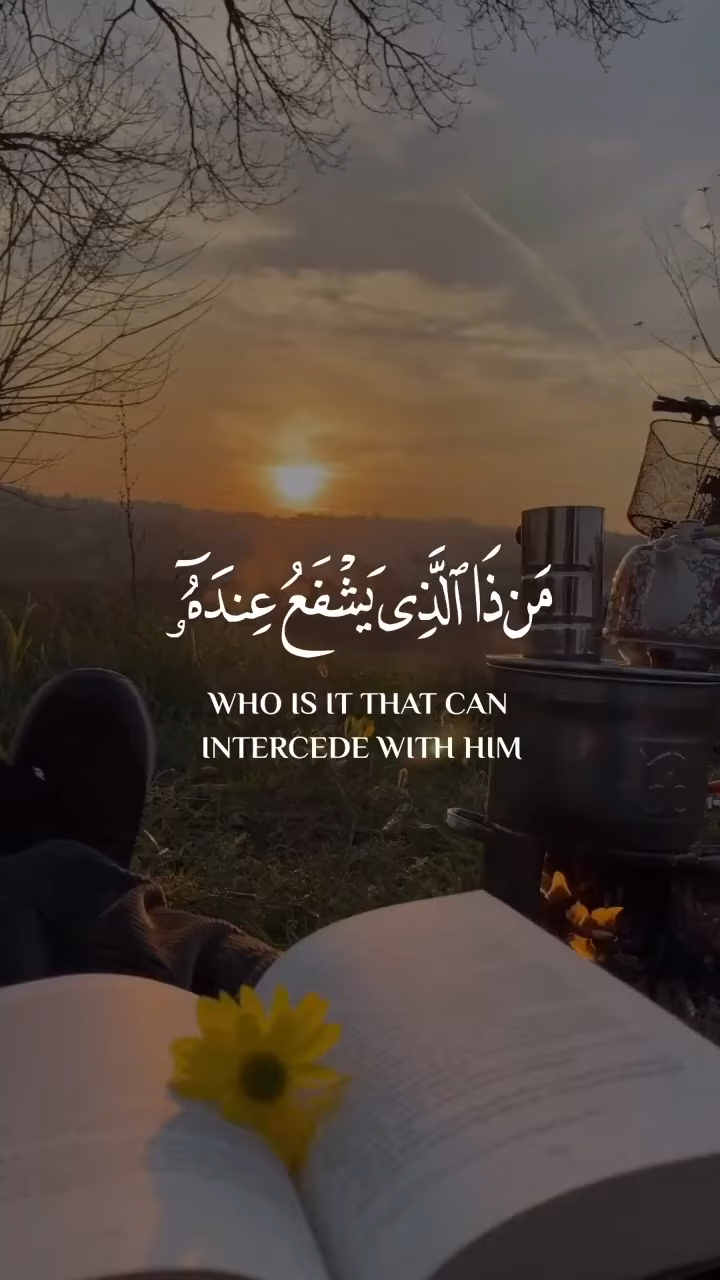 مَن ذَا ٱلَّذِى يَشْفَعُ عِندَهُۥٓ
WHO IS IT THAT CAN
INTERCEDE WITH HIM